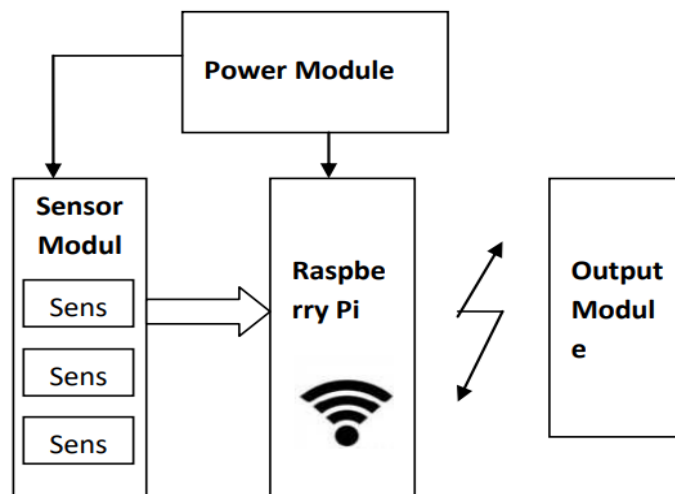 Power Module
Sensor
Modul
Sens
Sens
Sens
Raspbe
rry Pi
Output
Modul
e